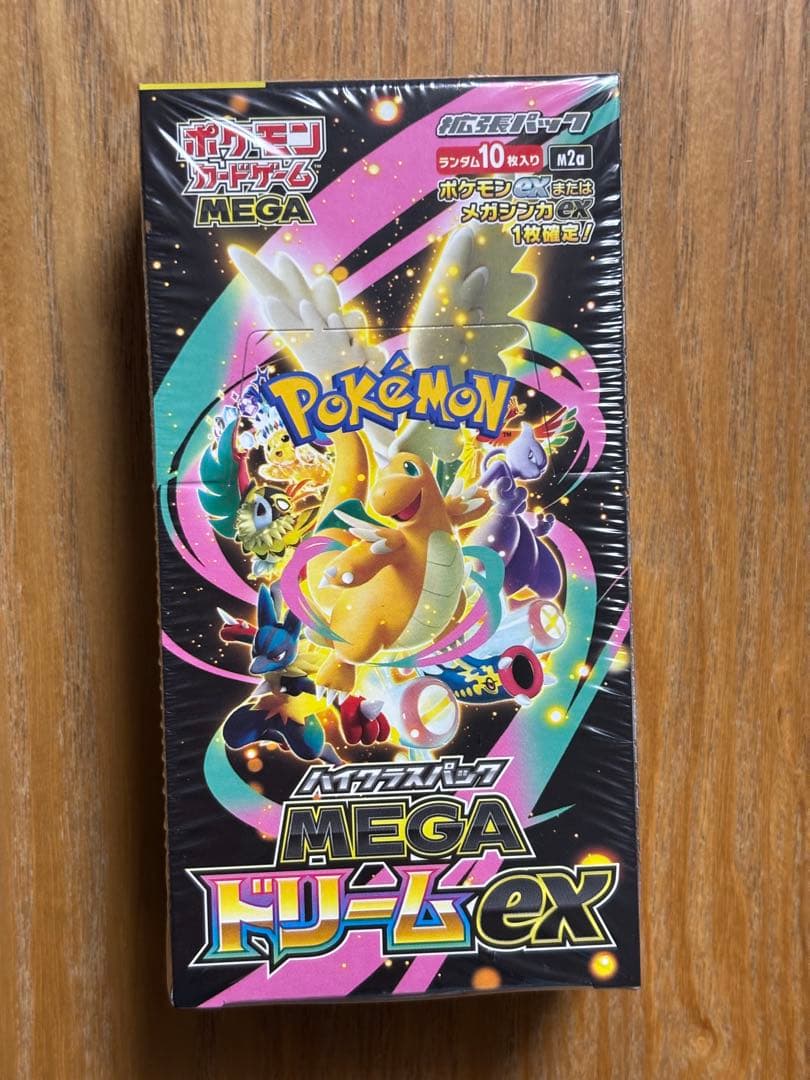 ポケモン
カードゲーム
MEGA
拡張パック
ランダム10枚入り M2a
ポケモンexまたは
メガシンカex
1枚確定!
POKéMON
TM
ハイクラスパック
MEGA
ドリームex